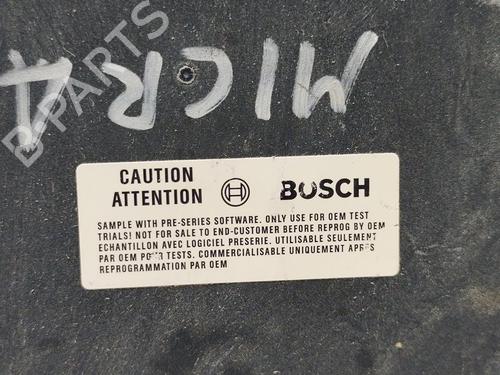 MICRA
B-PARTS
CAUTION
ATTENTION
BOSCH
SAMPLE WITH PRE-SERIES SOFTWARE. ONLY USE FOR OEM TEST
TRIALS! NOT FOR SALE TO END-CUSTOMER BEFORE REPROG BY OEM
ECHANTILLON AVEC LOGICIEL PRESERIE. UTILISABLE SEULEMENT
PAR OEM POUR TESTS. COMMERCIALISABLE UNIQUEMENT APRES
REPROGRAMMATION PAR OEM